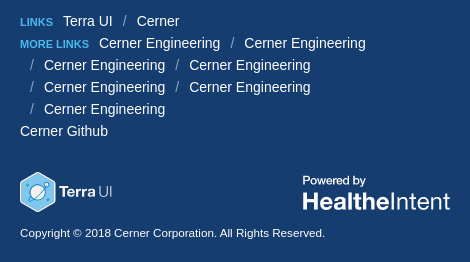 LINKS Terra UI / Cerner
MORE LINKS Cerner Engineering / Cerner Engineering
/ Cerner Engineering / Cerner Engineering
/ Cerner Engineering / Cerner Engineering
/ Cerner Engineering
Cerner Github
Terra UI
Powered by
HealtheIntent
Copyright © 2018 Cerner Corporation. All Rights Reserved.